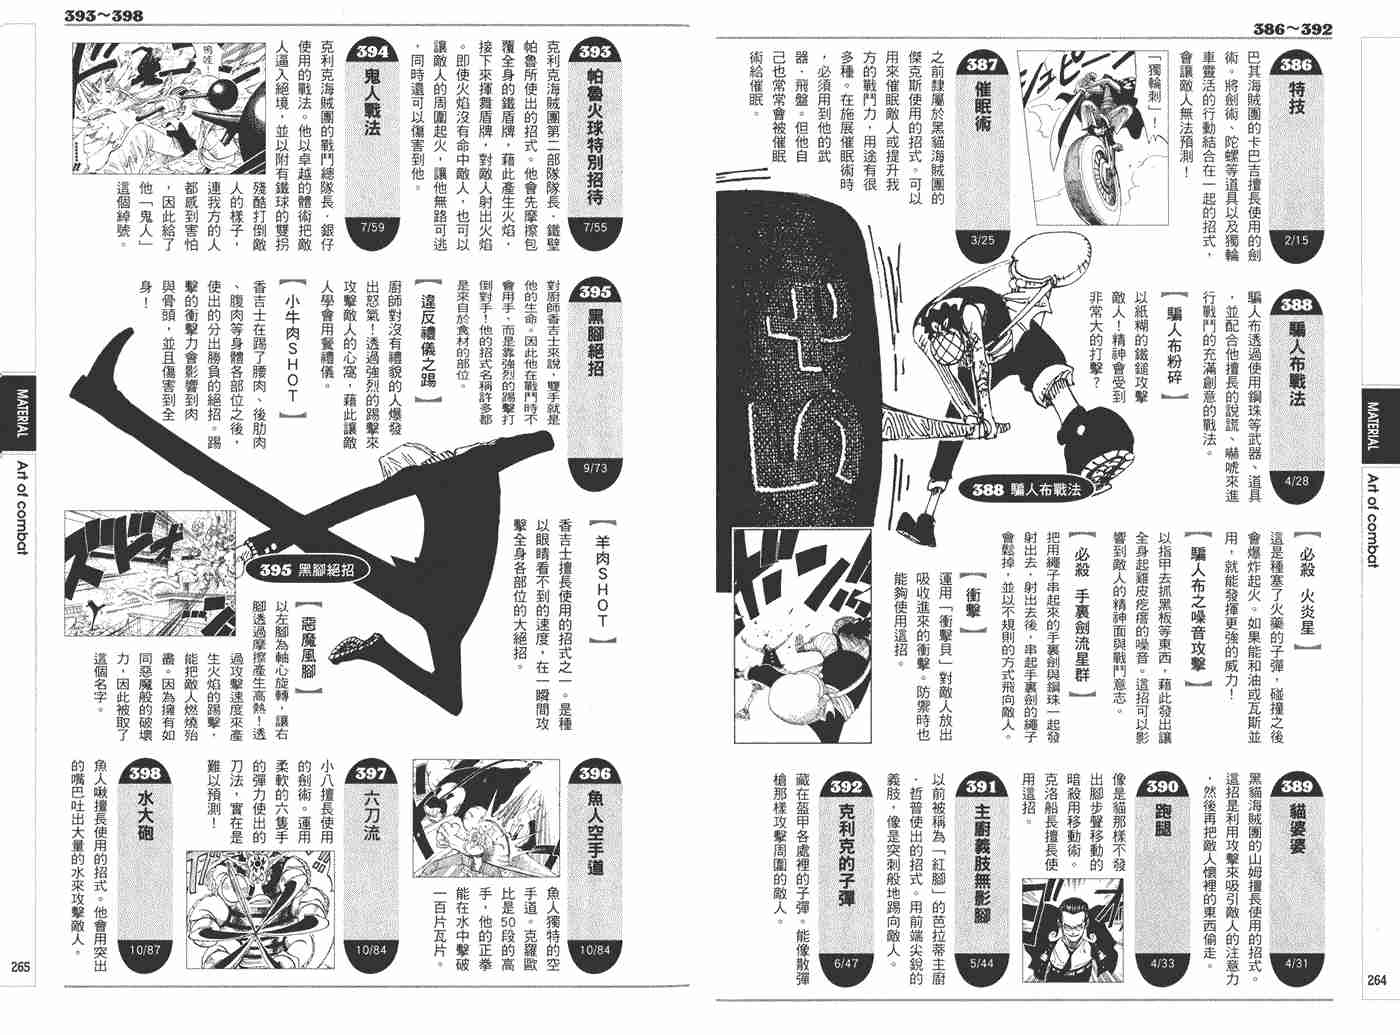 386～392
386
特技
2/15
巴其海賊團的卡巴吉擅長使用的劍
術。將劍術、陀螺等道具以及獨輪
車靈活的行動結合在一起的招式，
會讓敵人無法預測！
「獨輪刺」！
387
催眠術
3/25
之前隸屬於黑貓海賊團的
傑克斯使用的招式。可以
用來催眠敵人或提升我
方的戰鬥力，用途有很
多種。在施展催眠術時
，必須用到他的武
器．飛盤。但他自
己也常常會被催眠
術給催眠。
388
騙人布戰法
4/28
騙人布透過使用鋼珠等武器、道具
，並配合他擅長的說謊、嚇唬來進
行戰鬥的充滿創意的戰法。
【騙人布粉碎】
以紙糊的鐵鎚攻擊
敵人！精神會受到
非常大的打擊？
388 騙人布戰法
【必殺 火炎星】
這是種塞了火藥的子彈，碰撞之後
會爆炸起火。如果能和油或瓦斯並
用，就能發揮更強的威力！
【騙人布之噪音攻擊】
以指甲去抓黑板等東西，藉此發出讓
全身起雞皮疙瘩的噪音。這招可以影
響到敵人的精神面與戰鬥意志。
【必殺 手裏劍流星群】
把用繩子串起來的手裏劍與鋼珠一起發
射出去，射出去後，串起手裏劍的繩子
會鬆掉，並以不規則的方式飛向敵人。
【衝擊】
運用「衝擊貝」對敵人放出
吸收進來的衝擊。防禦時也
能夠使用這招。
389
貓婆婆
4/31
黑貓海賊團的山姆擅長使用的招式。
這招是利用攻擊來吸引敵人的注意力
，然後再把敵人懷裡的東西偷走。
390
跑腿
4/33
像是貓那樣不發
出腳步聲移動的
暗殺用移動術。
克洛船長擅長使
用這招。
391
主廚義肢無影腳
5/44
以前被稱為「紅腳」的芭拉蒂主廚
．哲普使出的招式。用前端尖銳的
義肢，像是突刺般地踢向敵人。
392
克利克的子彈
6/47
藏在盔甲各處裡的子彈。能像散彈
槍那樣攻擊周圍的敵人。
MATERIAL
Art of combat
264
393～398
393
帕魯火球特別招待
7/55
克利克海賊團第二部隊隊長．鐵壁
帕魯所使出的招式。他會先摩擦包
覆全身的鐵盾牌，藉此產生火焰，
接下來揮舞盾牌，對敵人射出火焰
。即使火焰沒有命中敵人，也可以
讓敵人的周圍起火，讓他無路可逃
，同時還可以傷害到他。
394
鬼人戰法
7/59
克利克海賊團的戰鬥總隊長．銀仔
使用的戰法。他以卓越的體術把敵
人逼入絕境，並以附有鐵球的雙拐
殘酷打倒敵
人的樣子，
連我方的人
都感到害怕
，因此給了
他「鬼人」
這個綽號。
嗚哇！
……!!
395
黑腳絕招
9/73
對廚師香吉士來說，雙手就是
他的生命。因此他在戰鬥時不
會用手，而是靠強烈的踢擊打
倒對手！他的招式名稱許多都
是來自於食材的部位。
【違反禮儀之踢】
廚師對沒有禮貌的人爆發
出怒氣！透過強烈的踢擊來
攻擊敵人的心窩，藉此讓敵
人學會用餐禮儀。
【小牛肉SHOT】
香吉士在踢了腰肉、後肋肉
、腹肉等身體各部位之後，
使出的分出勝負的絕招。踢
擊的衝擊力會影響到肉
與骨頭，並且傷害到全
身！
395 黑腳絕招
【羊肉SHOT】
香吉士擅長使用的招式之一。是種
以眼睛看不到的速度，在一瞬間攻
擊全身各部位的大絕招。
【惡魔風腳】
以左腳為軸心旋轉，讓右
腳透過摩擦產生高熱！透
過攻擊速度來產
生火焰的踢擊，
能把敵人燃燒殆
盡。因為擁有如
同惡魔般的破壞
力，因此被取了
這個名字。
396
魚人空手道
10/84
魚人獨特的空
手道。克羅歐
比是50段的高
手，他的正拳
能在水中擊破
一百片瓦片。
397
六刀流
10/84
小八擅長使用
的劍術。運用
柔軟的六隻手
的彈力使出的
刀法，實在是
難以預測！
398
水大砲
10/87
魚人啾擅長使用的招式。他會用突出
的嘴巴吐出大量的水來攻擊敵人。
MATERIAL
Art of combat
265